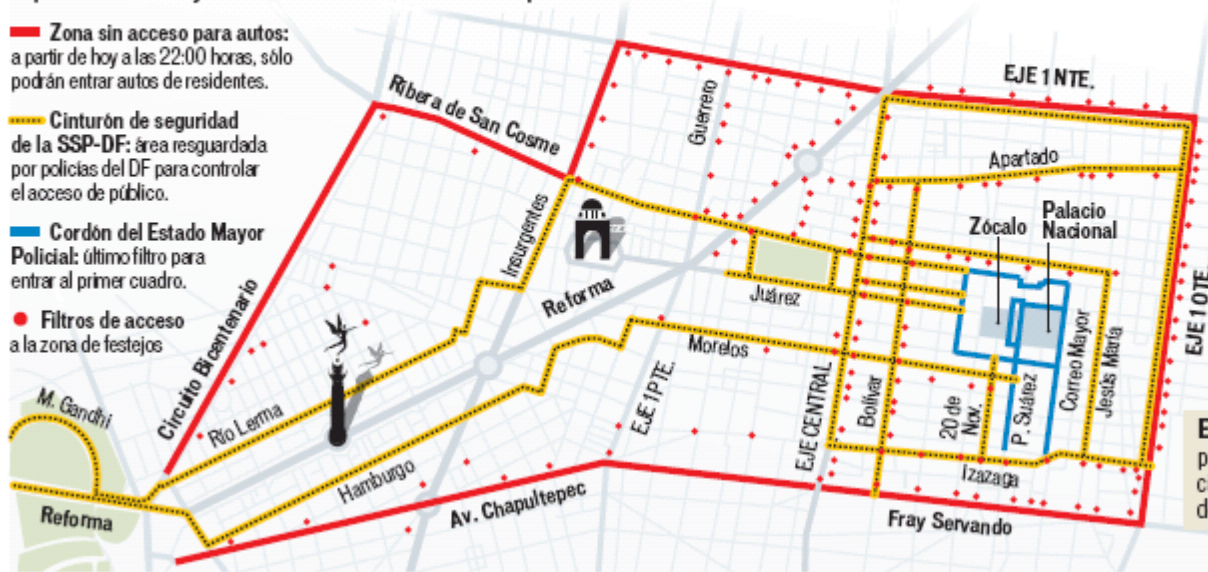 Zona sin acceso para autos:
a partir de hoy a las 22:00 horas, sólo
podrán entrar autos de residentes.
Cinturón de seguridad
de la SSP-DF: área resguardada
por policías del DF para controlar
el acceso de público.
Cordón del Estado Mayor
Policial: último filtro para
entrar al primer cuadro.
Filtros de acceso
a la zona de festejos
Ribera de San Cosme
Guerrero
EJE 1 NTE.
Apartado
Insurgentes
Zócalo
Palacio
Nacional
Reforma
Juárez
Circuito Bicentenario
Morelos
EJE 1 OTE.
M. Gandhi
Río Lerma
EJE 1 PTE.
EJE CENTRAL
Bolívar
20 de
Nov.
P. Suárez
Correo Mayor
Jesús María
Hamburgo
Izazaga
Reforma
Av. Chapultepec
Fray Servando